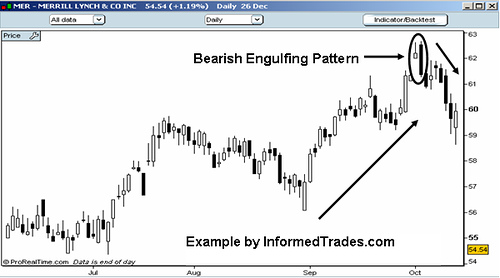 MER - MERRILL LYNCH & CO INC 54.54 (+1.19%) Daily 26 Dec
All data Daily Indicator/Backtest
Price
63
Bearish Engulfing Pattern
62
61
60
59
58
57
56
55
Example by InformedTrades.com
54.54
54
© ProRealTime.com Data is end of day
Jul Aug Sep Oct